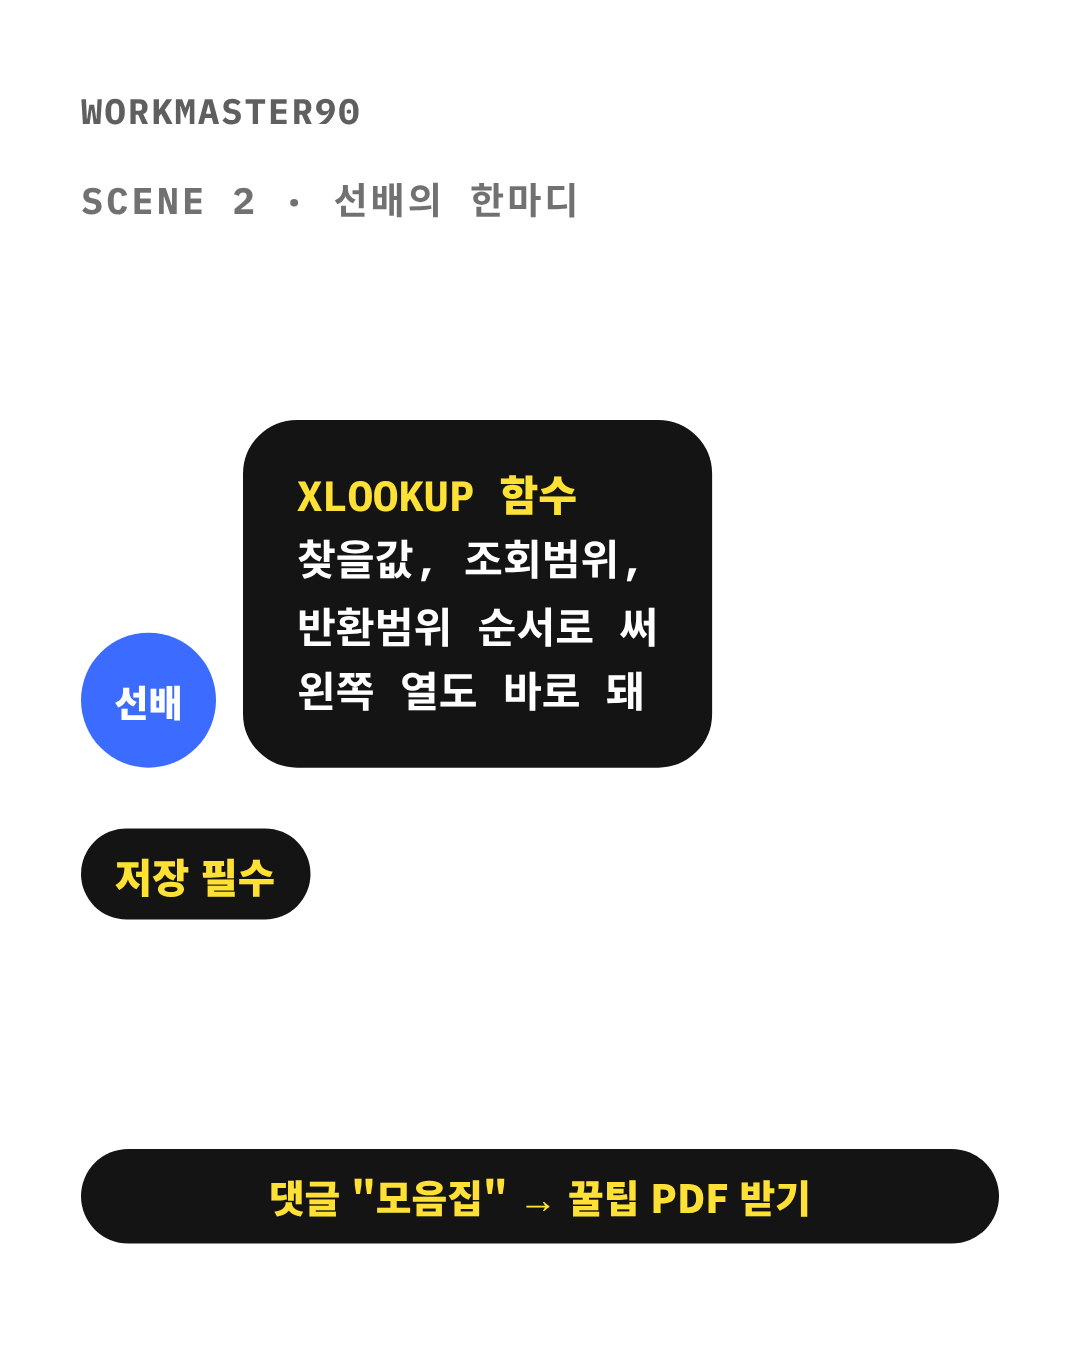 WORKMASTER90
SCENE 2 · 선배의 한마디
XLOOKUP 함수
찾을값, 조회범위,
반환범위 순서로 써
왼쪽 열도 바로 돼
선배
저장 필수
댓글 "모음집" → 꿀팁 PDF 받기